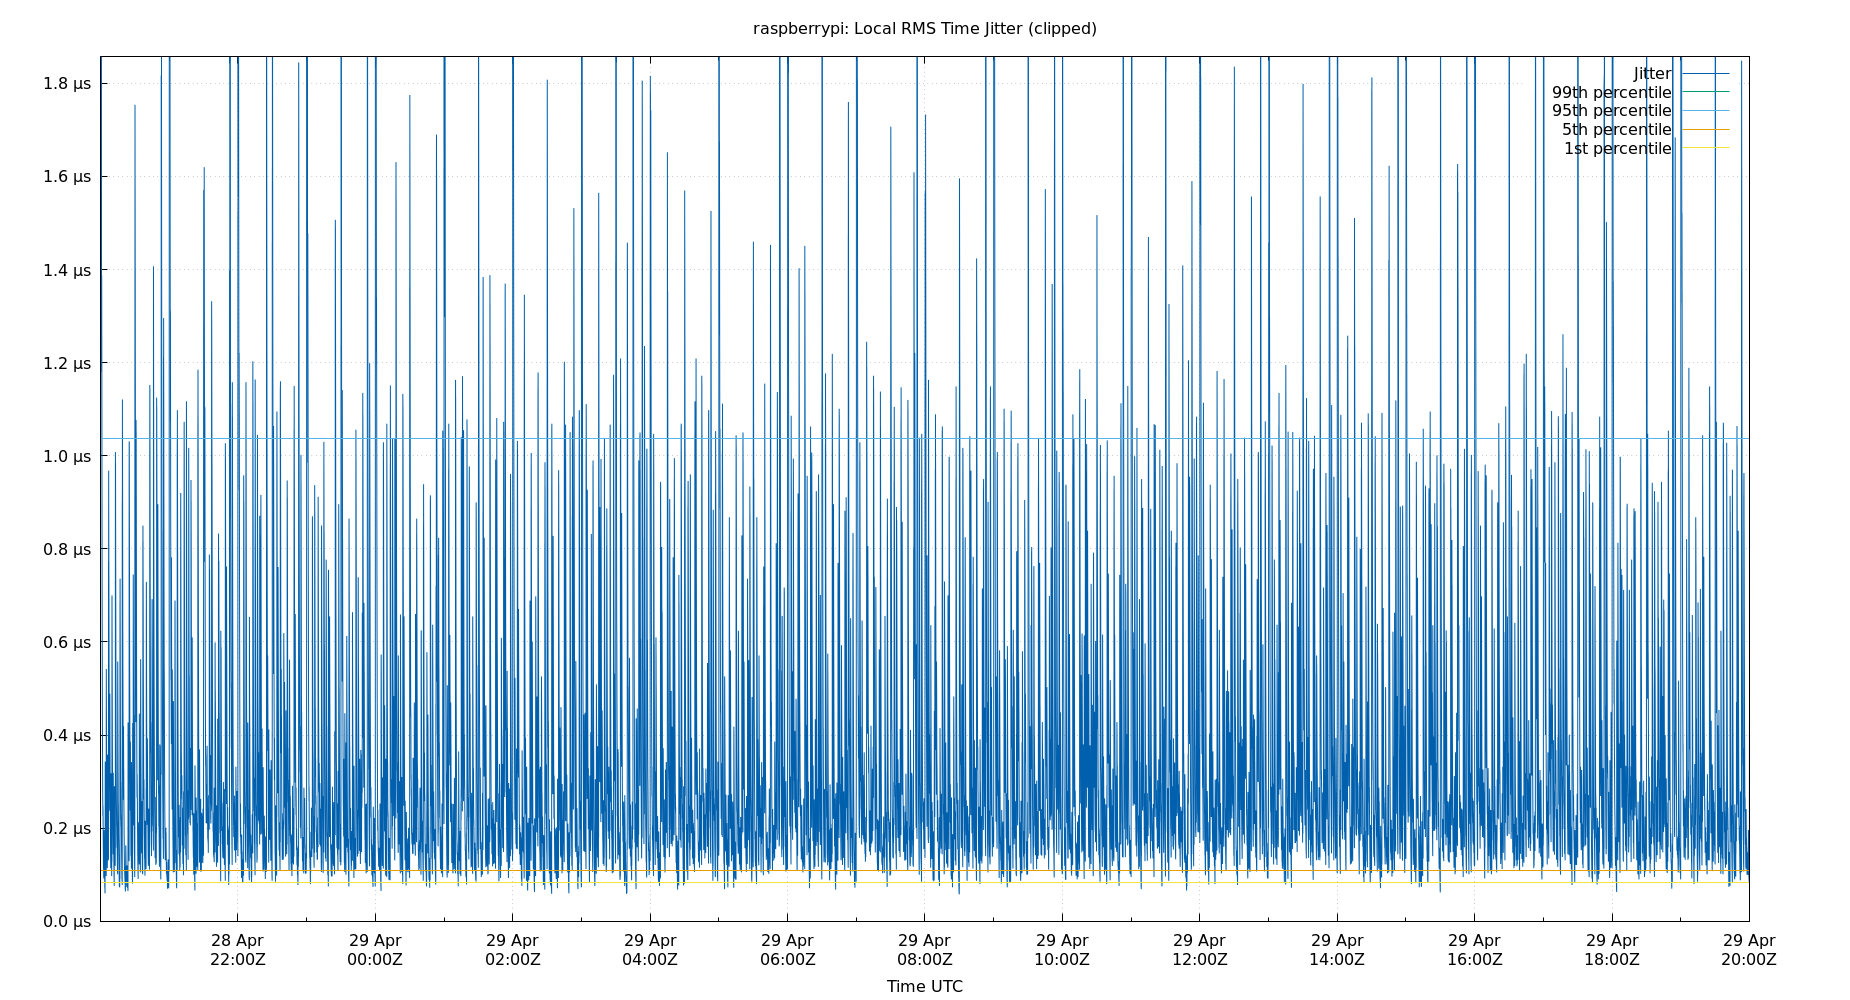 raspberrypi: Local RMS Time Jitter (clipped)
Jitter
99th percentile
95th percentile
5th percentile
1st percentile
1.8 µs
1.6 µs
1.4 µs
1.2 µs
1.0 µs
0.8 µs
0.6 µs
0.4 µs
0.2 µs
0.0 µs
28 Apr 29 Apr 29 Apr 29 Apr 29 Apr 29 Apr 29 Apr 29 Apr 29 Apr 29 Apr 29 Apr 29 Apr
22:00Z 00:00Z 02:00Z 04:00Z 06:00Z 08:00Z 10:00Z 12:00Z 14:00Z 16:00Z 18:00Z 20:00Z
Time UTC